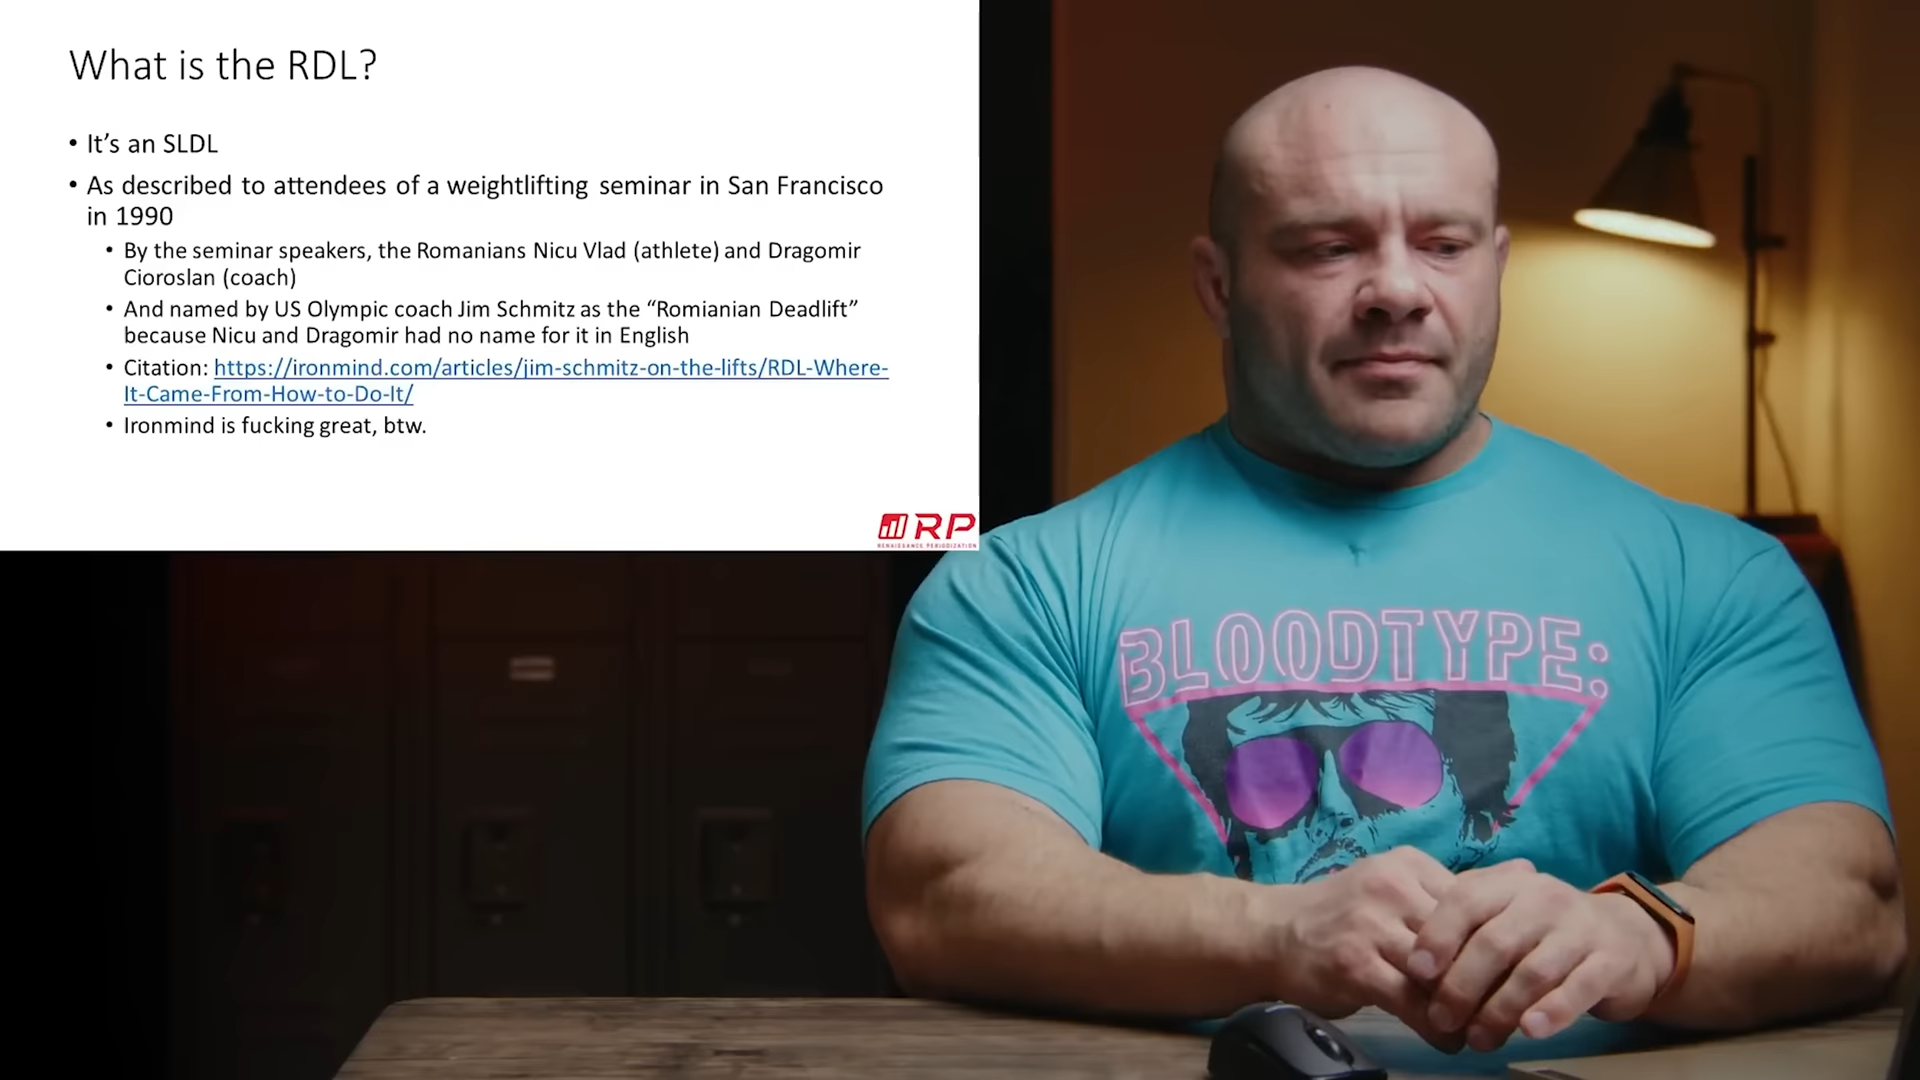 What is the RDL?
• It's an SLDL
• As described to attendees of a weightlifting seminar in San Francisco
in 1990
• By the seminar speakers, the Romanians Nicu Vlad (athlete) and Dragomir
Cioroslan (coach)
• And named by US Olympic coach Jim Schmitz as the “Romianian Deadlift”
because Nicu and Dragomir had no name for it in English
• Citation: https://ironmind.com/articles/jim-schmitz-on-the-lifts/RDL-Where-
It-Came-From-How-to-Do-It/
• Ironmind is fucking great, btw.
RP
RENAISSANCE PERIODIZATION
BLOODTYPE: